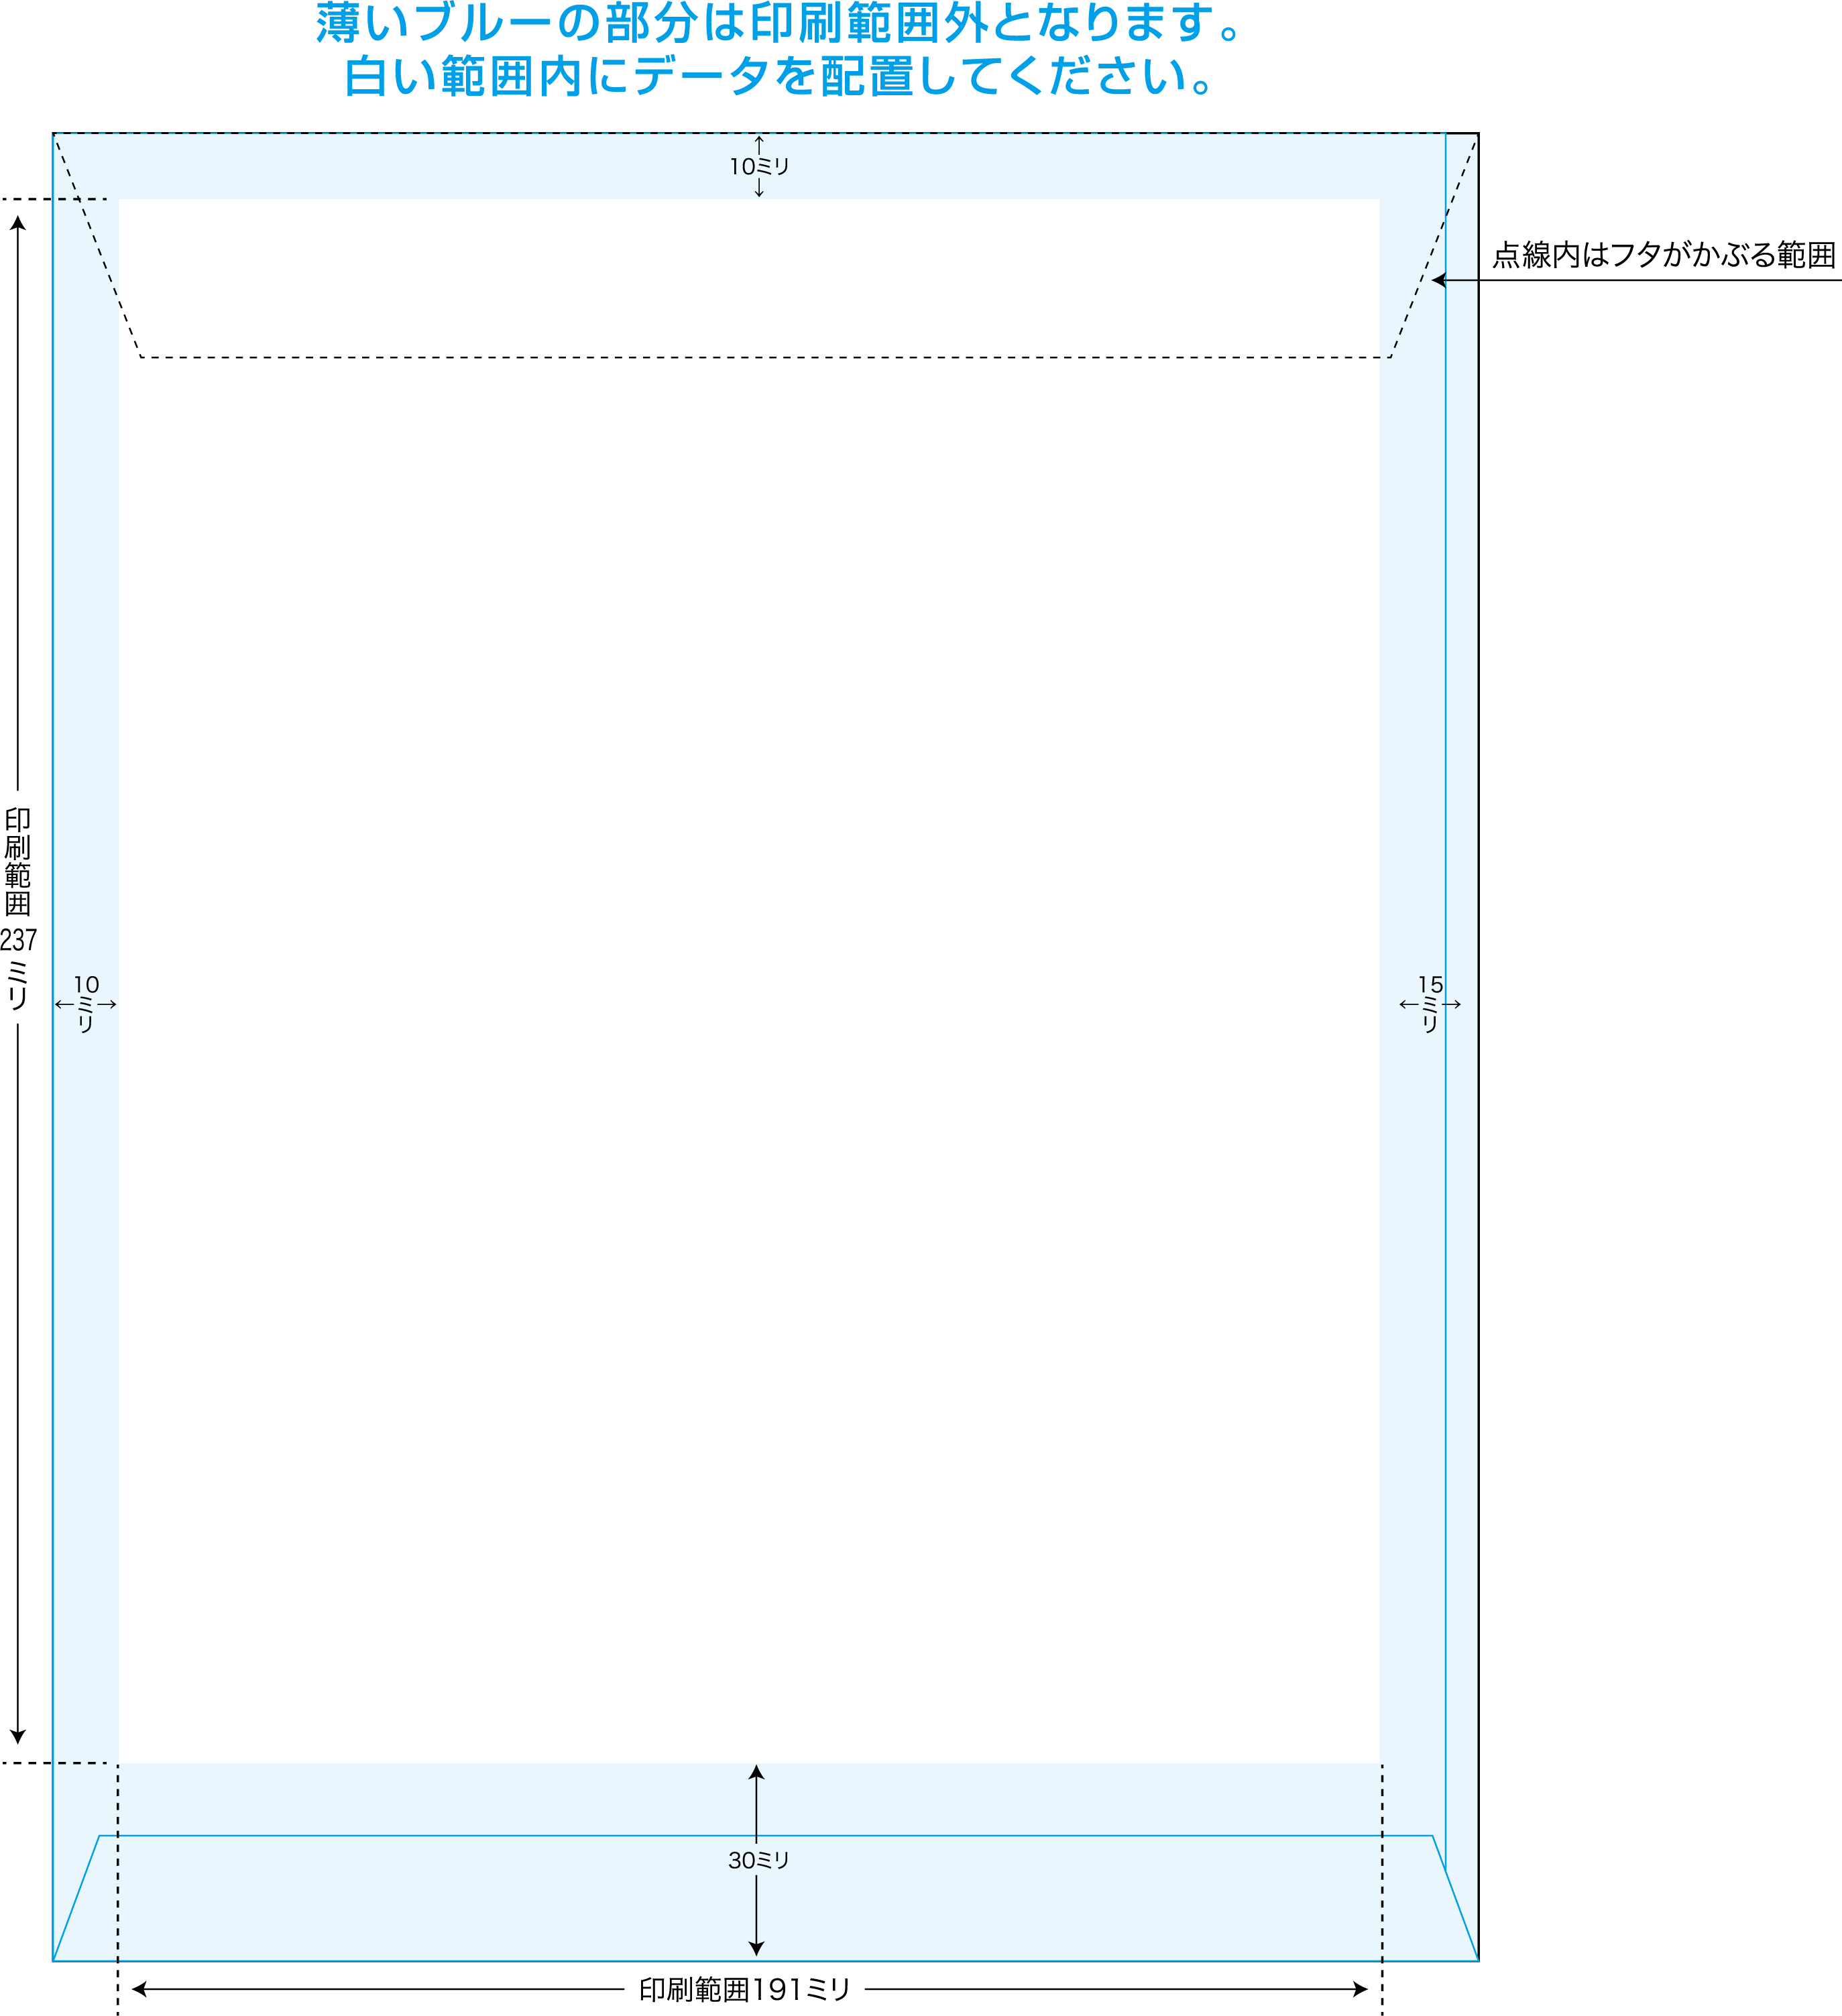 薄いブルーの部分は印刷範囲外となります。
白い範囲内にデータを配置してください。
10ミリ
点線内はフタがかぶる範囲
印刷範囲237ミリ
10ミリ
15ミリ
30ミリ
印刷範囲191ミリ